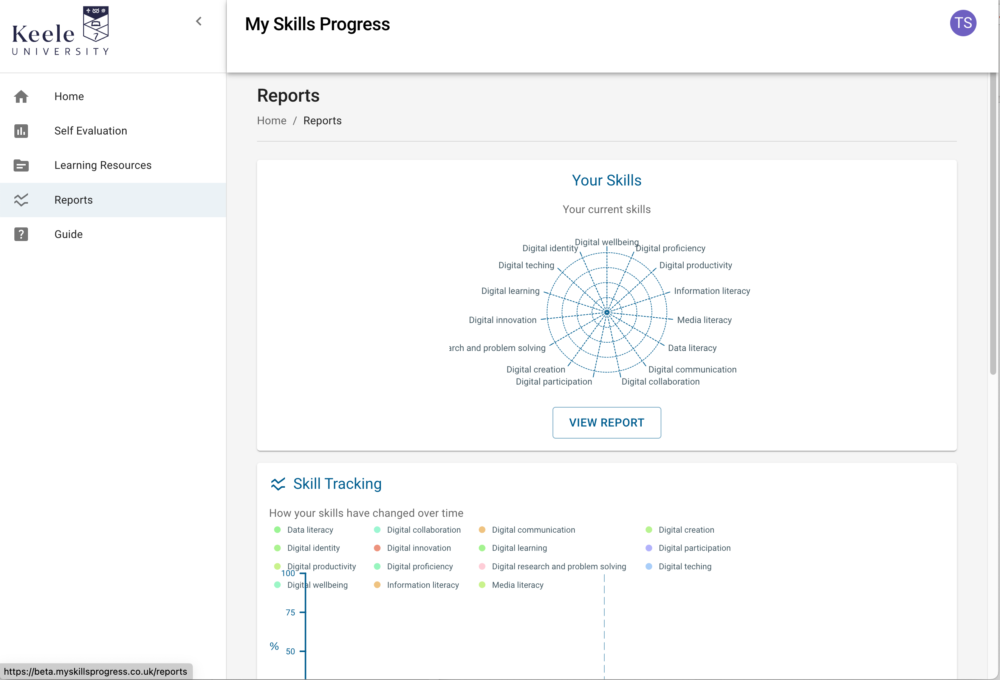 Keele
UNIVERSITY
My Skills Progress
TS
Home
Self Evaluation
Learning Resources
Reports
Guide
Reports
Home / Reports
Your Skills
Your current skills
Digital wellbeing
Digital identity
Digital proficiency
Digital teching
Digital productivity
Digital learning
Information literacy
Digital innovation
Media literacy
arch and problem solving
Data literacy
Digital creation
Digital communication
Digital participation
Digital collaboration
VIEW REPORT
Skill Tracking
How your skills have changed over time
Data literacy
Digital collaboration
Digital communication
Digital creation
Digital identity
Digital innovation
Digital learning
Digital participation
Digital productivity
Digital proficiency
Digital research and problem solving
Digital teching
Digital wellbeing
Information literacy
Media literacy
100
75
%
50
https://beta.myskillsprogress.co.uk/reports